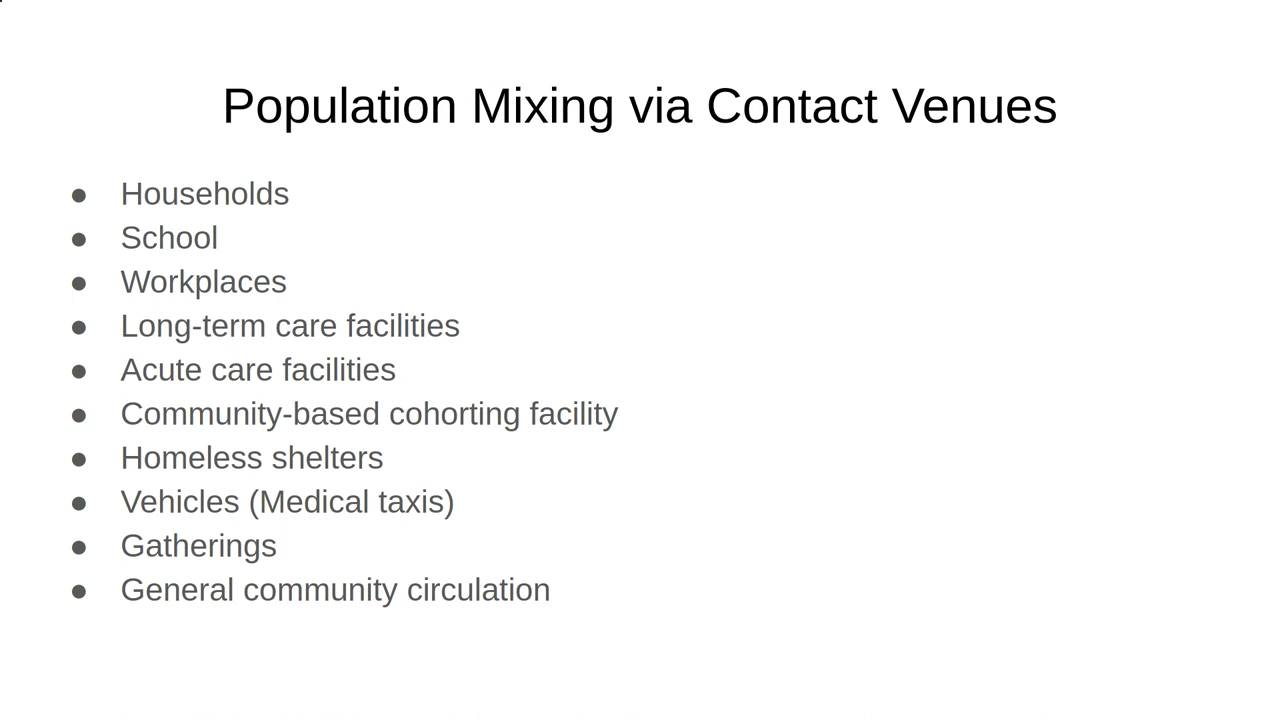 Population Mixing via Contact Venues
● Households
● School
● Workplaces
● Long-term care facilities
● Acute care facilities
● Community-based cohorting facility
● Homeless shelters
● Vehicles (Medical taxis)
● Gatherings
● General community circulation